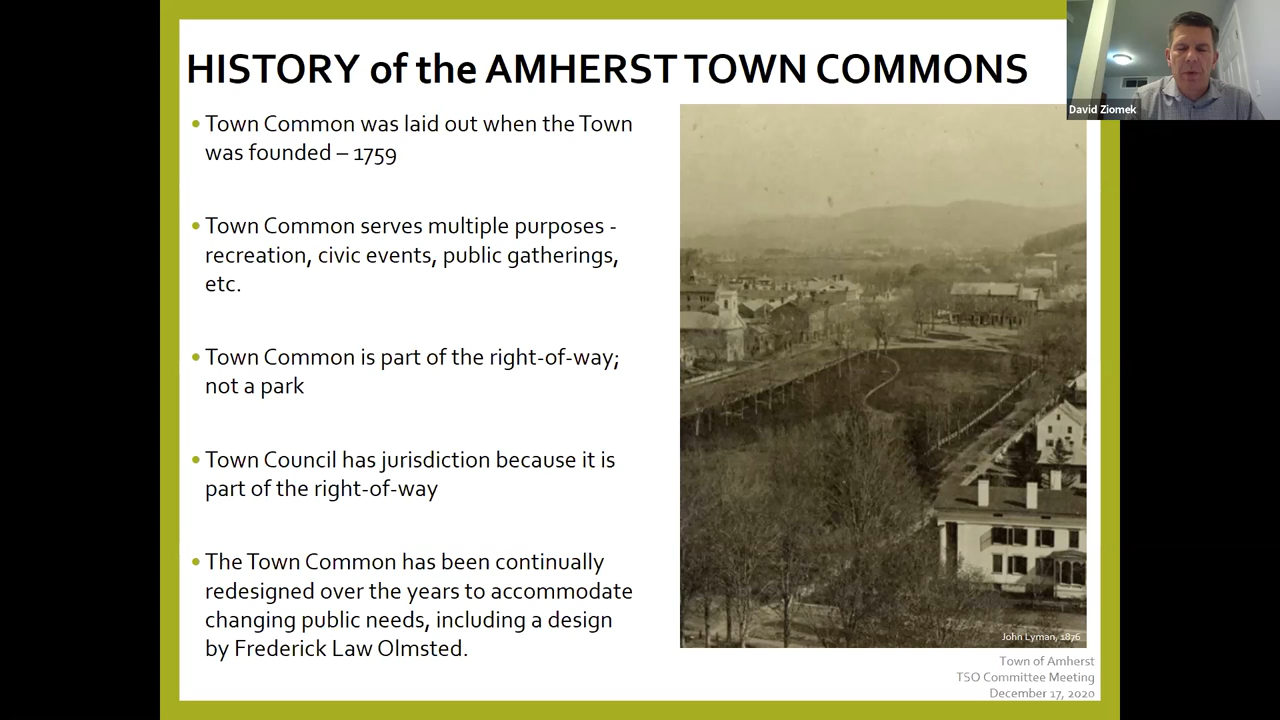 HISTORY of the AMHERST TOWN COMMONS
David Ziomek
• Town Common was laid out when the Town
was founded – 1759
• Town Common serves multiple purposes -
recreation, civic events, public gatherings,
etc.
• Town Common is part of the right-of-way;
not a park
• Town Council has jurisdiction because it is
part of the right-of-way
• The Town Common has been continually
redesigned over the years to accommodate
changing public needs, including a design
by Frederick Law Olmsted.
John Lyman, 1876
Town of Amherst
TSO Committee Meeting
December 17, 2020